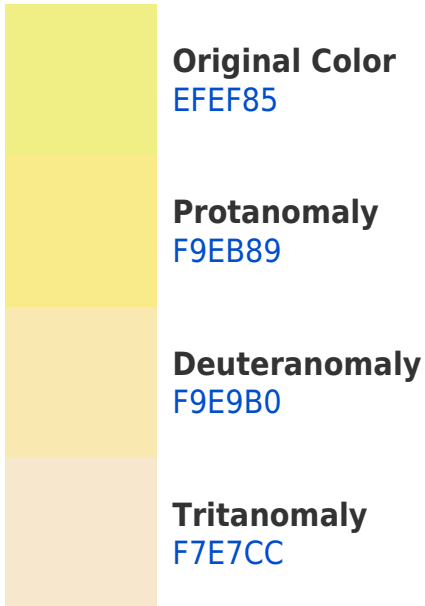 Original Color
EFEF85
Protanomaly
F9EB89
Deuteranomaly
F9E9B0
Tritanomaly
F7E7CC